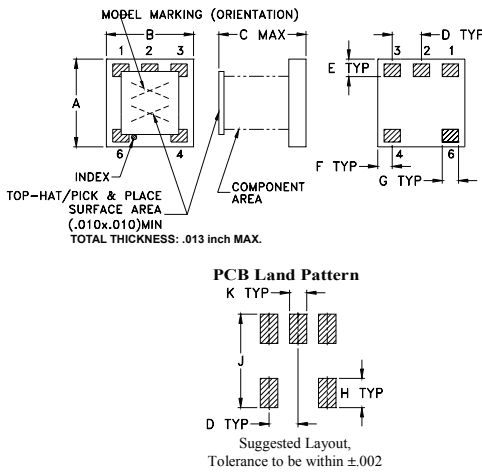 MODEL MARKING (ORIENTATION)
B
C MAX
D TYP
1 2 3
3 2 1
E TYP
A
6 4
4 6
F TYP
G TYP
INDEX
COMPONENT
AREA
TOP-HAT/PICK & PLACE
SURFACE AREA
(.010x.010)MIN
TOTAL THICKNESS: .013 inch MAX.
PCB Land Pattern
K TYP
J
H TYP
D TYP
Suggested Layout,
Tolerance to be within ±.002